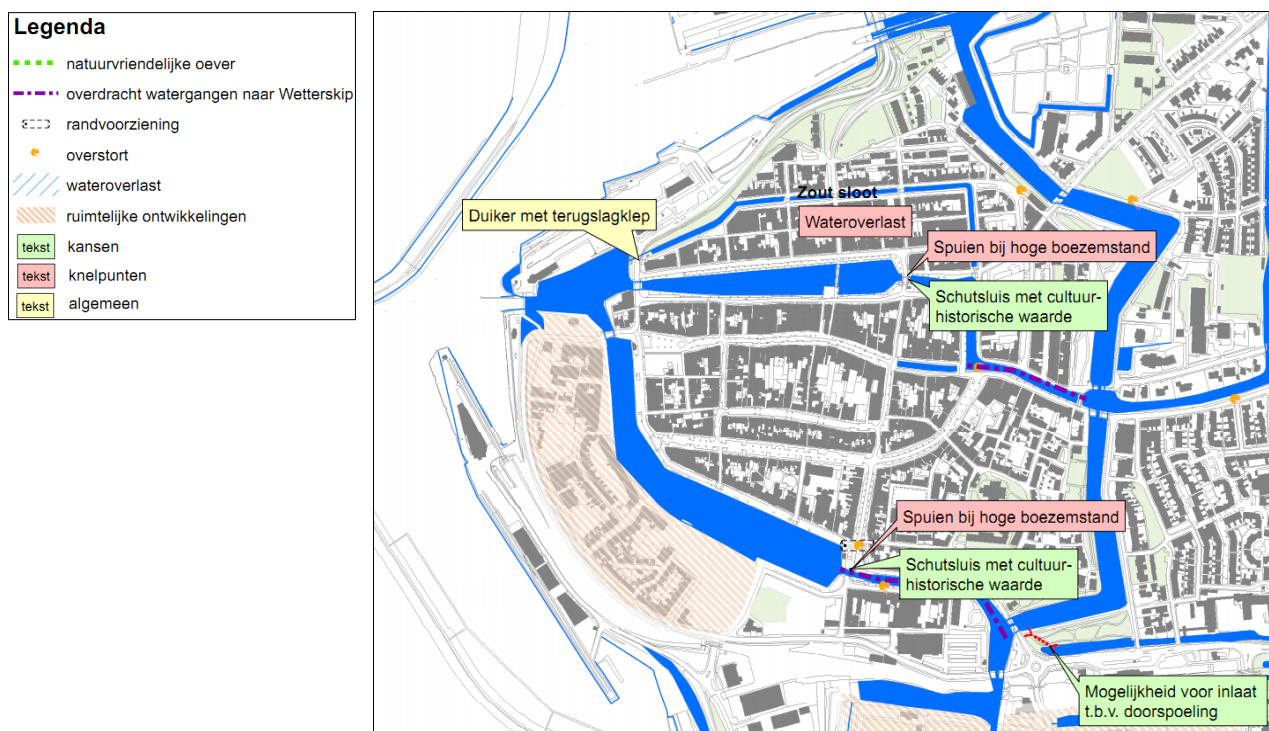 Legenda
natuurvriendelijke oever
overdracht watergangen naar Wetterskip
randvoorziening
overstort
wateroverlast
ruimtelijke ontwikkelingen
tekst kansen
tekst knelpunten
tekst algemeen
Zout sloot
Duiker met terugslagklep
Wateroverlast
Spuien bij hoge boezemstand
Schutsluis met cultuur-
historische waarde
Spuien bij hoge boezemstand
Schutsluis met cultuur-
historische waarde
Mogelijkheid voor inlaat
t.b.v. doorspoeling